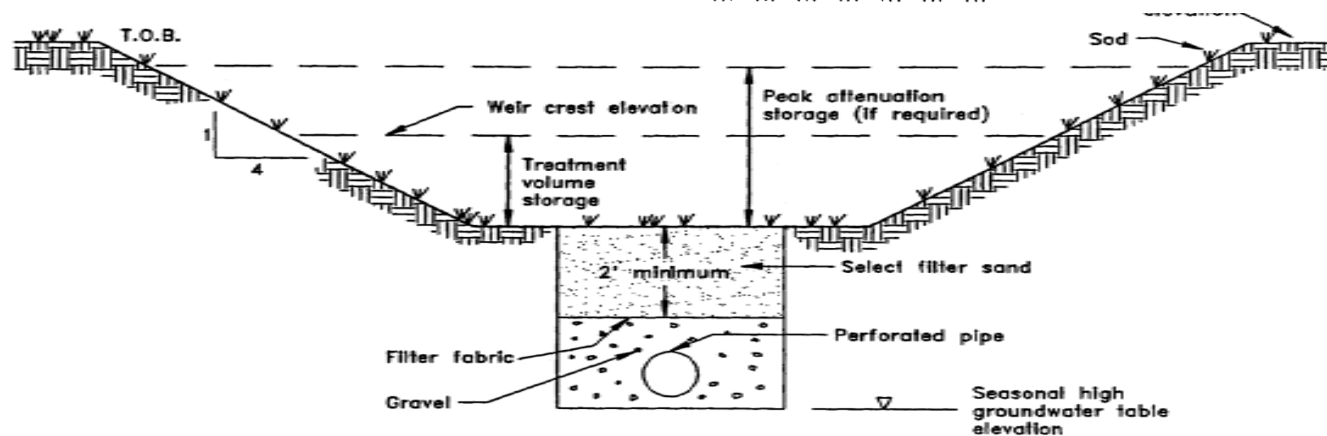 elevation
T.O.B.
Sod
Weir crest elevaton
Peak attenuation
storage (if required)
1
4
Treatment
volume
storage
2' minimum
Select filter sand
Filter fabric
Perforated pipe
Gravel
Seasonal high
groundwater table
elevation